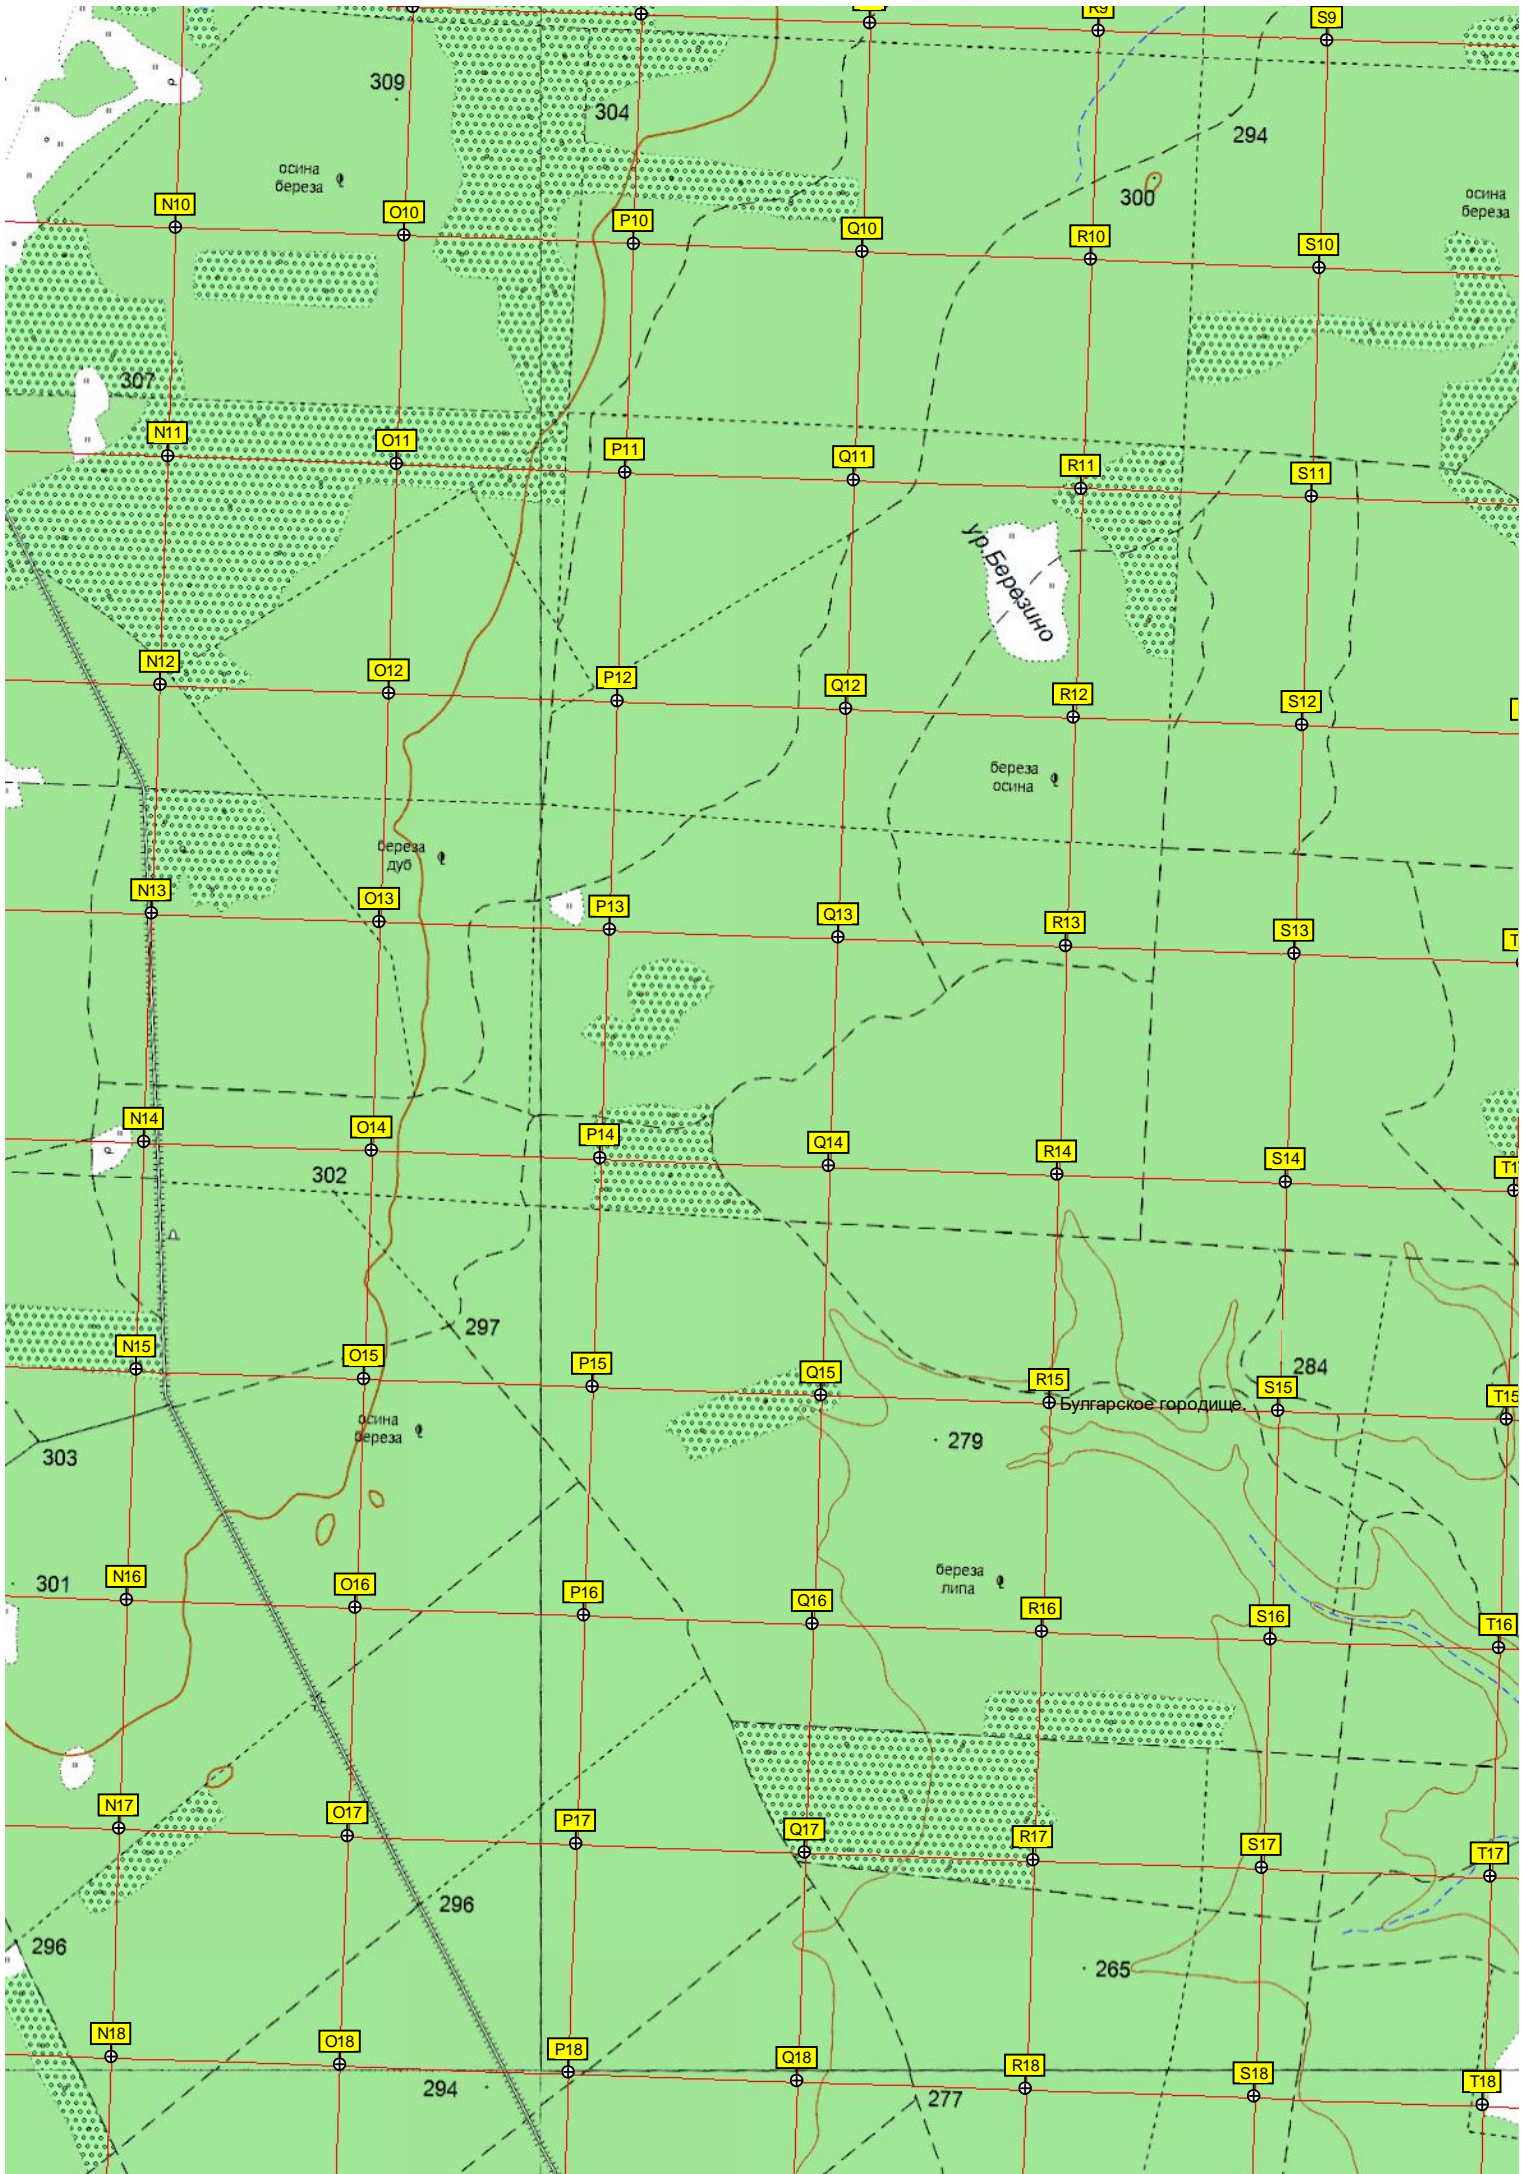 R9
S9
309
304
294
осина
береза
300
осина
береза
N10
O10
P10
Q10
R10
S10
307
N11
O11
P11
Q11
R11
S11
ур.Березино
N12
O12
P12
Q12
R12
S12
береза
осина
береза
дуб
N13
O13
P13
Q13
R13
S13
N14
O14
P14
Q14
R14
S14
302
297
284
N15
O15
P15
Q15
R15
S15
T15
Булгарское городище.
осина
береза
279
303
301
N16
O16
P16
береза
липа
Q16
R16
S16
T16
N17
O17
P17
Q17
R17
S17
T17
296
296
265
N18
O18
P18
Q18
R18
S18
T18
294
277